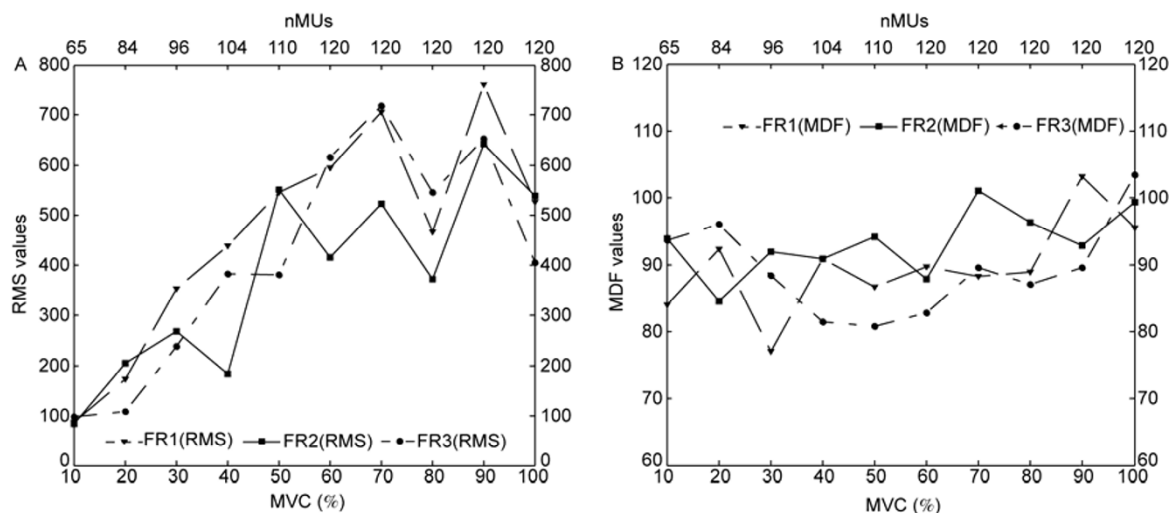 nMUs
65 84 96 104 110 120 120 120 120 120
A
800 800
700 700
600 600
500 500
400 400
300 300
200 200
100 100
0 0
RMS values
FR1(RMS) FR2(RMS) FR3(RMS)
10 20 30 40 50 60 70 80 90 100
MVC (%)
nMUs
65 84 96 104 110 120 120 120 120 120
B
120 120
110 110
100 100
90 90
80 80
70 70
60 60
MDF values
FR1(MDF) FR2(MDF) FR3(MDF)
10 20 30 40 50 60 70 80 90 100
MVC (%)